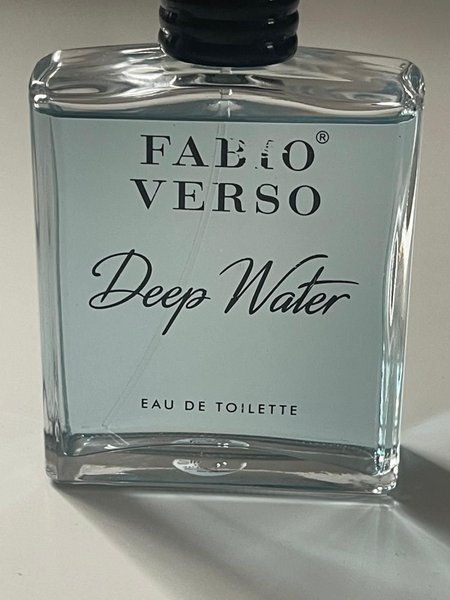 FABIO®
VERSO
Deep Water
EAU DE TOILETTE